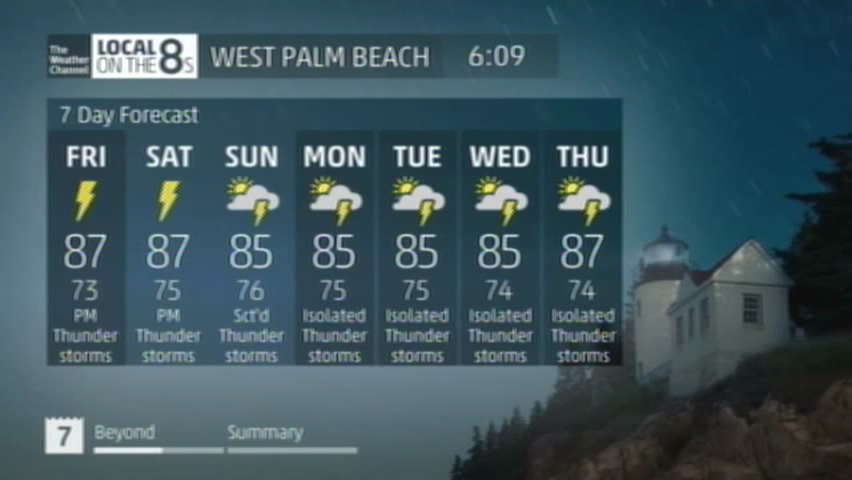 The Weather Channel
LOCAL ON THE 8s
WEST PALM BEACH
6:09
7 Day Forecast
FRI SAT SUN MON TUE WED THU
87 87 85 85 85 85 87
73 75 76 75 75 74 74
PM PM Sct'd Isolated Isolated Isolated Isolated
Thunder Thunder Thunder Thunder Thunder Thunder Thunder
storms storms storms storms storms storms storms
7 Beyond Summary